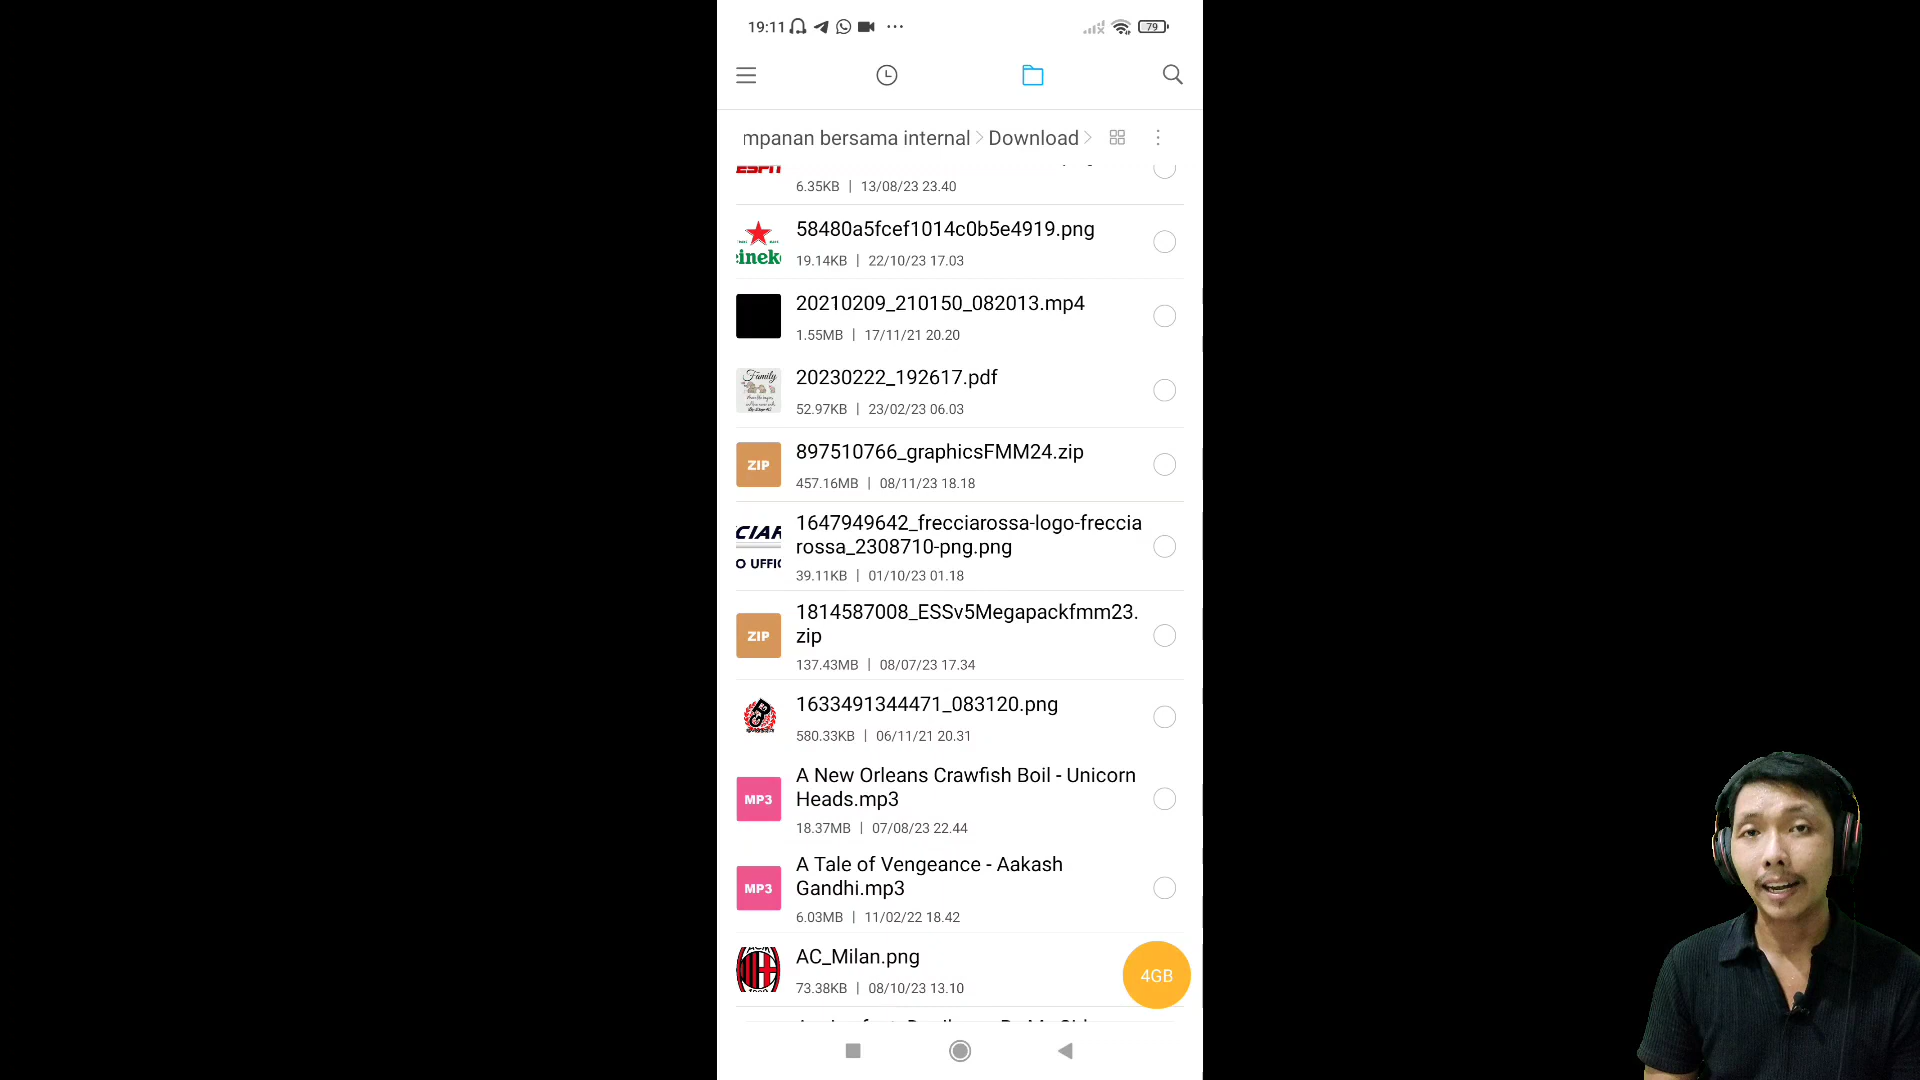 19:11 79
mpanan bersama internal Download
ESPN
6.35KB | 13/08/23 23.40
58480a5fcef1014c0b5e4919.png
19.14KB | 22/10/23 17.03
20210209_210150_082013.mp4
1.55MB | 17/11/21 20.20
Family
20230222_192617.pdf
52.97KB | 23/02/23 06.03
ZIP
897510766_graphicsFMM24.zip
457.16MB | 08/11/23 18.18
CIAR
O UFFIC
1647949642_frecciarossa-logo-freccia
rossa_2308710-png.png
39.11KB | 01/10/23 01.18
ZIP
1814587008_ESSv5Megapackfmm23.
zip
137.43MB | 08/07/23 17.34
1633491344471_083120.png
580.33KB | 06/11/21 20.31
MP3
A New Orleans Crawfish Boil - Unicorn
Heads.mp3
18.37MB | 07/08/23 22.44
MP3
A Tale of Vengeance - Aakash
Gandhi.mp3
6.03MB | 11/02/22 18.42
AC_Milan.png
73.38KB | 08/10/23 13.10
4GB